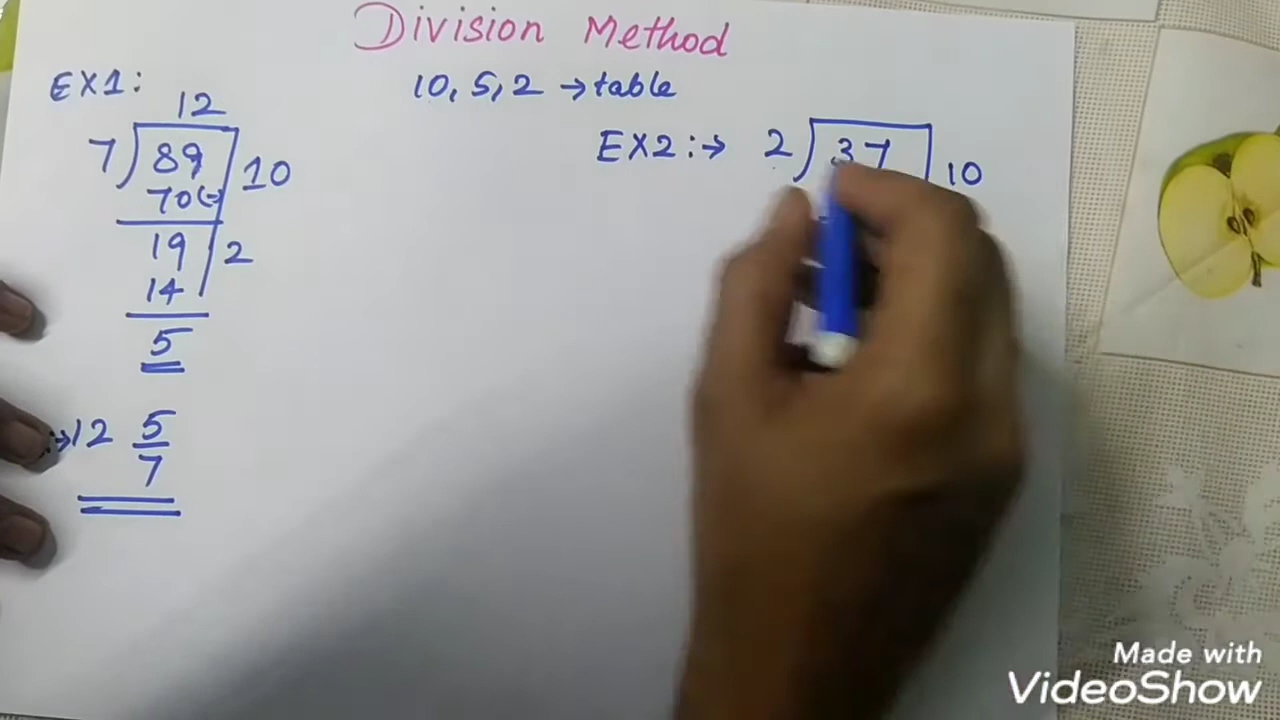 Division Method
EX1:
10, 5, 2 → table
12
7 ) 89 10
70(-)
19 2
14
5
→ 12 5/7
EX2:→ 2 ) 37 10
Made with
VideoShow